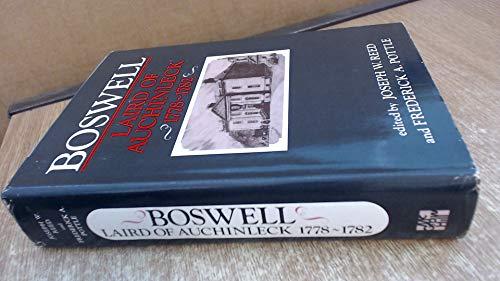 BOSWELL
LAIRD OF
AUCHINLECK
1778~1782
edited by JOSEPH W. REED
and FREDERICK A. POTTLE
JOSEPH W.
REED
and
FREDERICK A.
POTTLE
BOSWELL
LAIRD OF AUCHINLECK 1778~1782